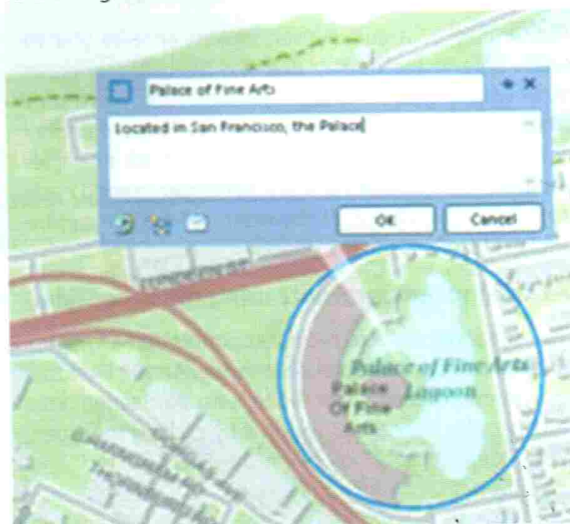 Palace of Fine Arts
Located in San Francisco, the Palace
OK
Cancel
Palace of Fine Arts
Lagoon
Palace
Of Fine
Arts